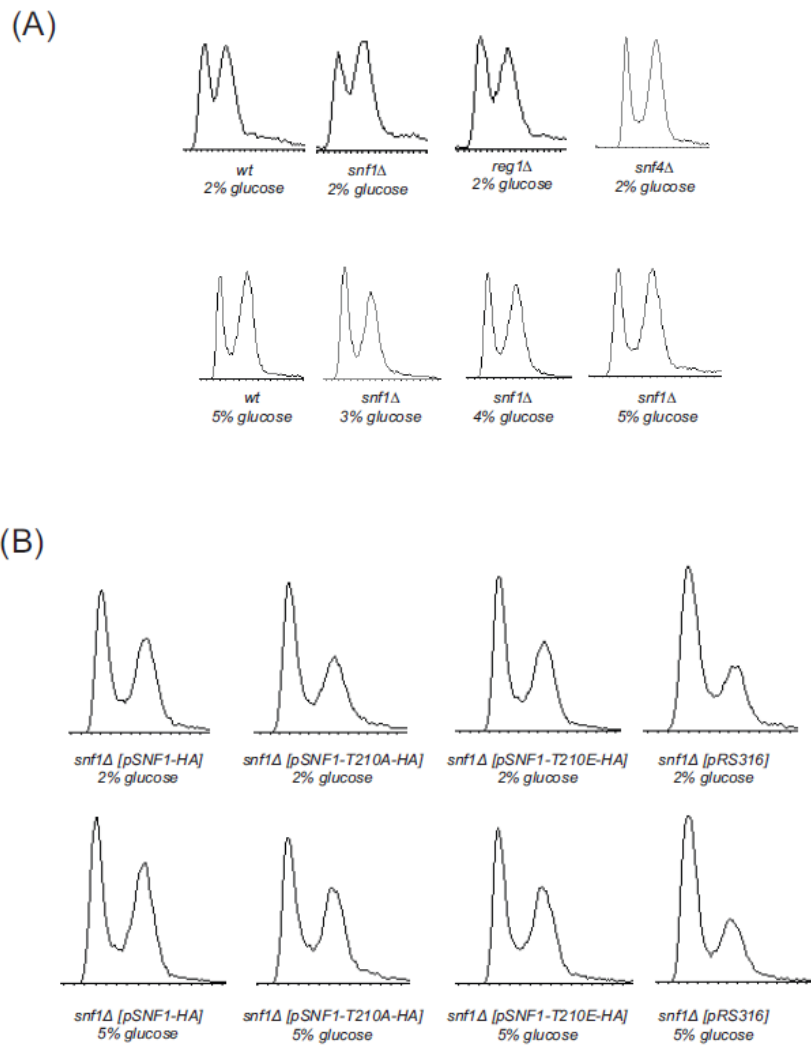 (A)
wt snf1Δ reg1Δ snf4Δ
2% glucose 2% glucose 2% glucose 2% glucose
wt snf1Δ snf1Δ snf1Δ
5% glucose 3% glucose 4% glucose 5% glucose
(B)
snf1Δ [pSNF1-HA] snf1Δ [pSNF1-T210A-HA] snf1Δ [pSNF1-T210E-HA] snf1Δ [pRS316]
2% glucose 2% glucose 2% glucose 2% glucose
snf1Δ [pSNF1-HA] snf1Δ [pSNF1-T210A-HA] snf1Δ [pSNF1-T210E-HA] snf1Δ [pRS316]
5% glucose 5% glucose 5% glucose 5% glucose